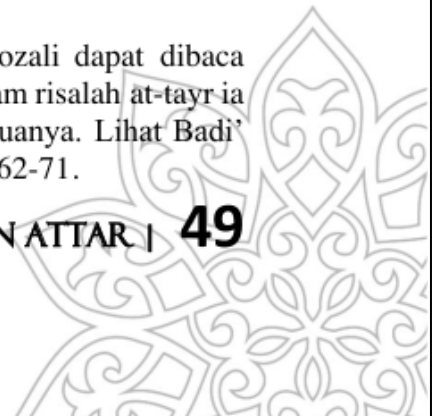 ozali dapat dibaca
am risalah at-tayr ia
uanya. Lihat Badi’
62-71.
N ATTAR | 49